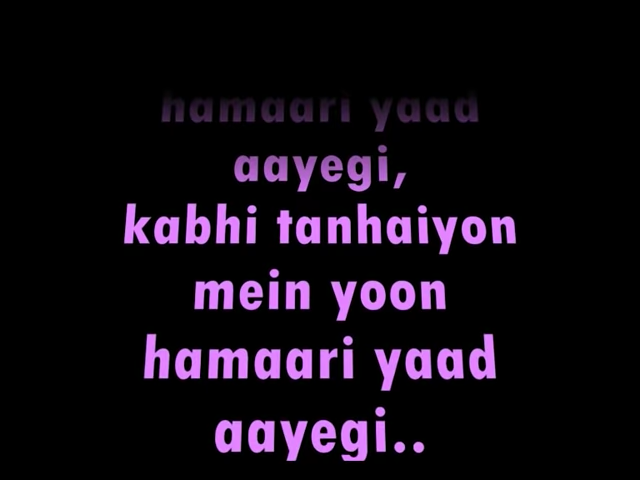 hamaari yaad
aayegi,
kabhi tanhaiyon
mein yoon
hamaari yaad
aayegi..